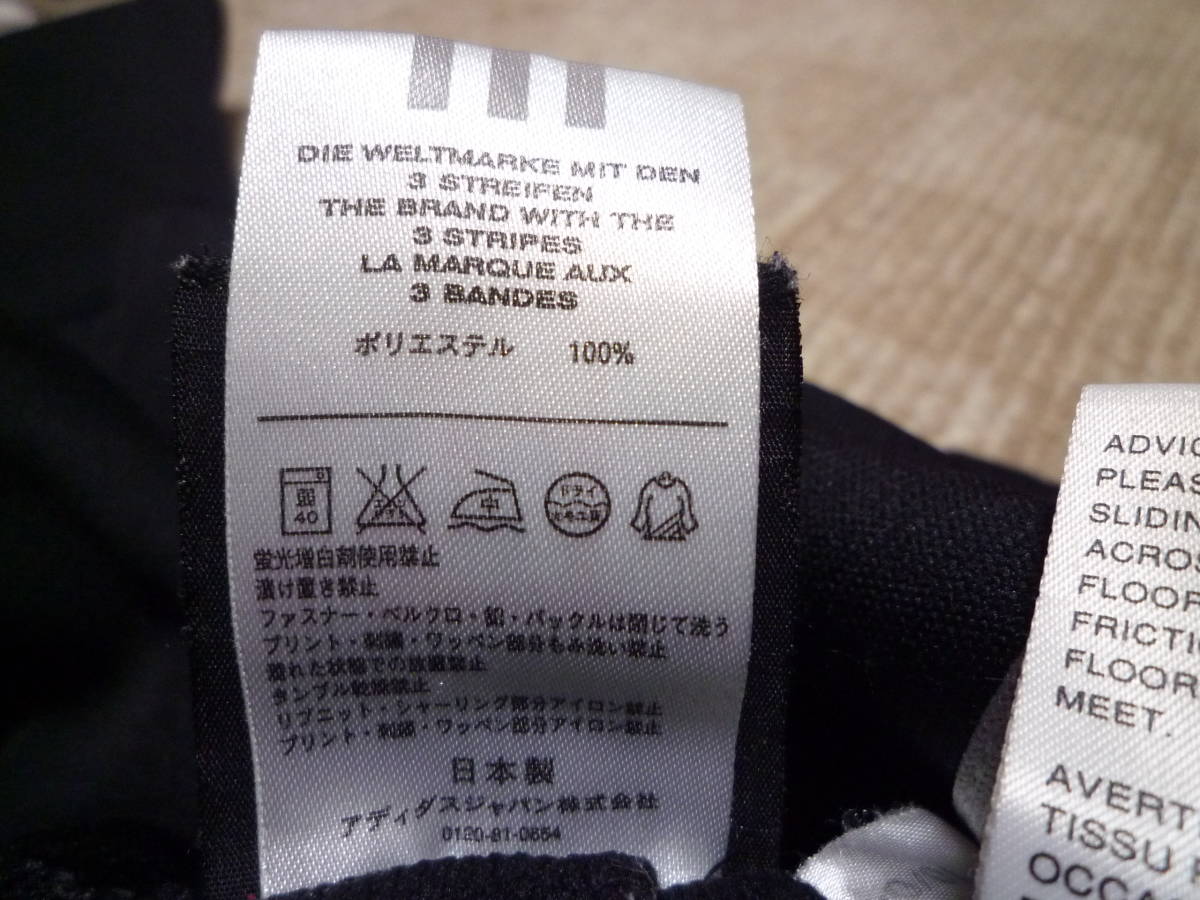 DIE WELTMARKE MIT DEN
3 STREIFEN
THE BRAND WITH THE
3 STRIPES
LA MARQUE AUX
3 BANDES
ポリエステル 100%
弱
40
中
ドライ
蛍光増白剤使用禁止
漬け置き禁止
ファスナー・ベルクロ・釦・バックルは閉じて洗う
プリント・刺繍・ワッペン部分もみ洗い禁止
濡れた状態での放置禁止
タンブル乾燥禁止
リブニット・シャーリング部分アイロン禁止
プリント・刺繍・ワッペン部分アイロン禁止
日本製
アディダスジャパン株式会社
0120-81-0654
ADVIC
PLEAS
SLIDIN
ACROS
FLOOR
FRICTI
FLOOR
MEET.
AVERT
TISSU
OCCA